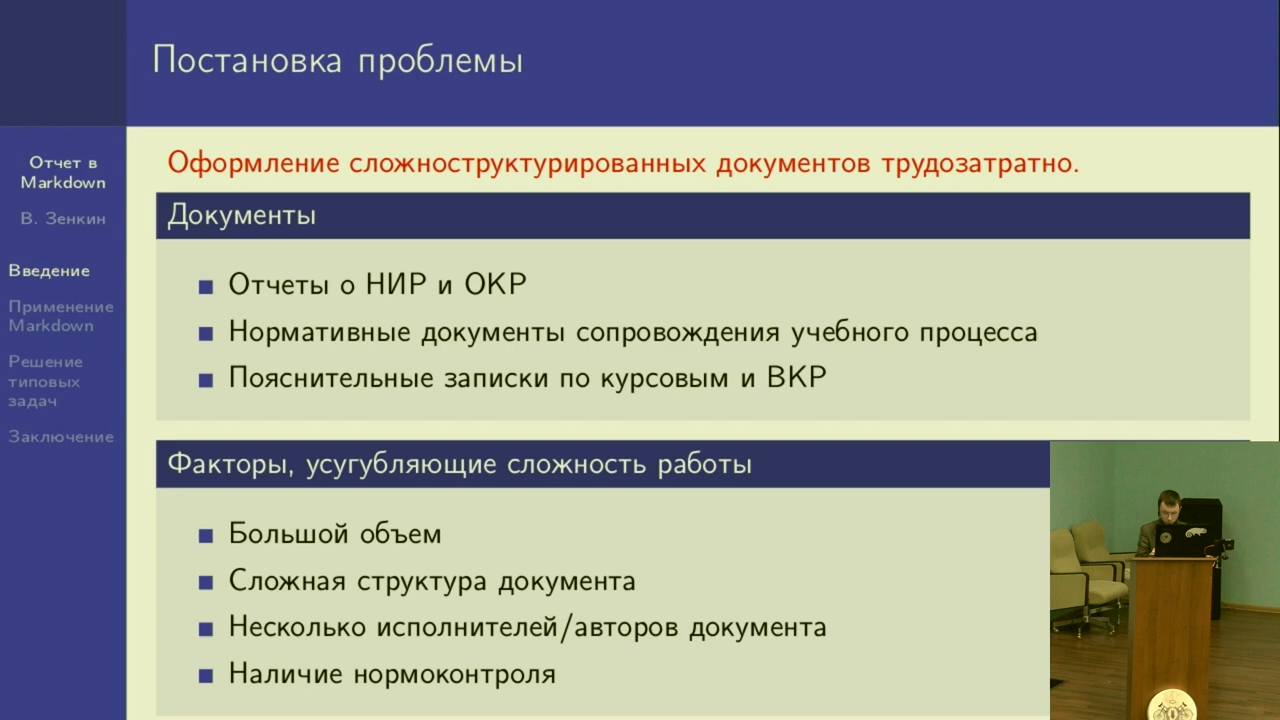 Постановка проблемы
Отчет в
Markdown
В. Зенкин
Введение
Применение
Markdown
Решение
типовых
задач
Заключение
Оформление сложноструктурированных документов трудозатратно.
Документы
Отчеты о НИР и ОКР
Нормативные документы сопровождения учебного процесса
Пояснительные записки по курсовым и ВКР
Факторы, усугубляющие сложность работы
Большой объем
Сложная структура документа
Несколько исполнителей/авторов документа
Наличие нормоконтроля